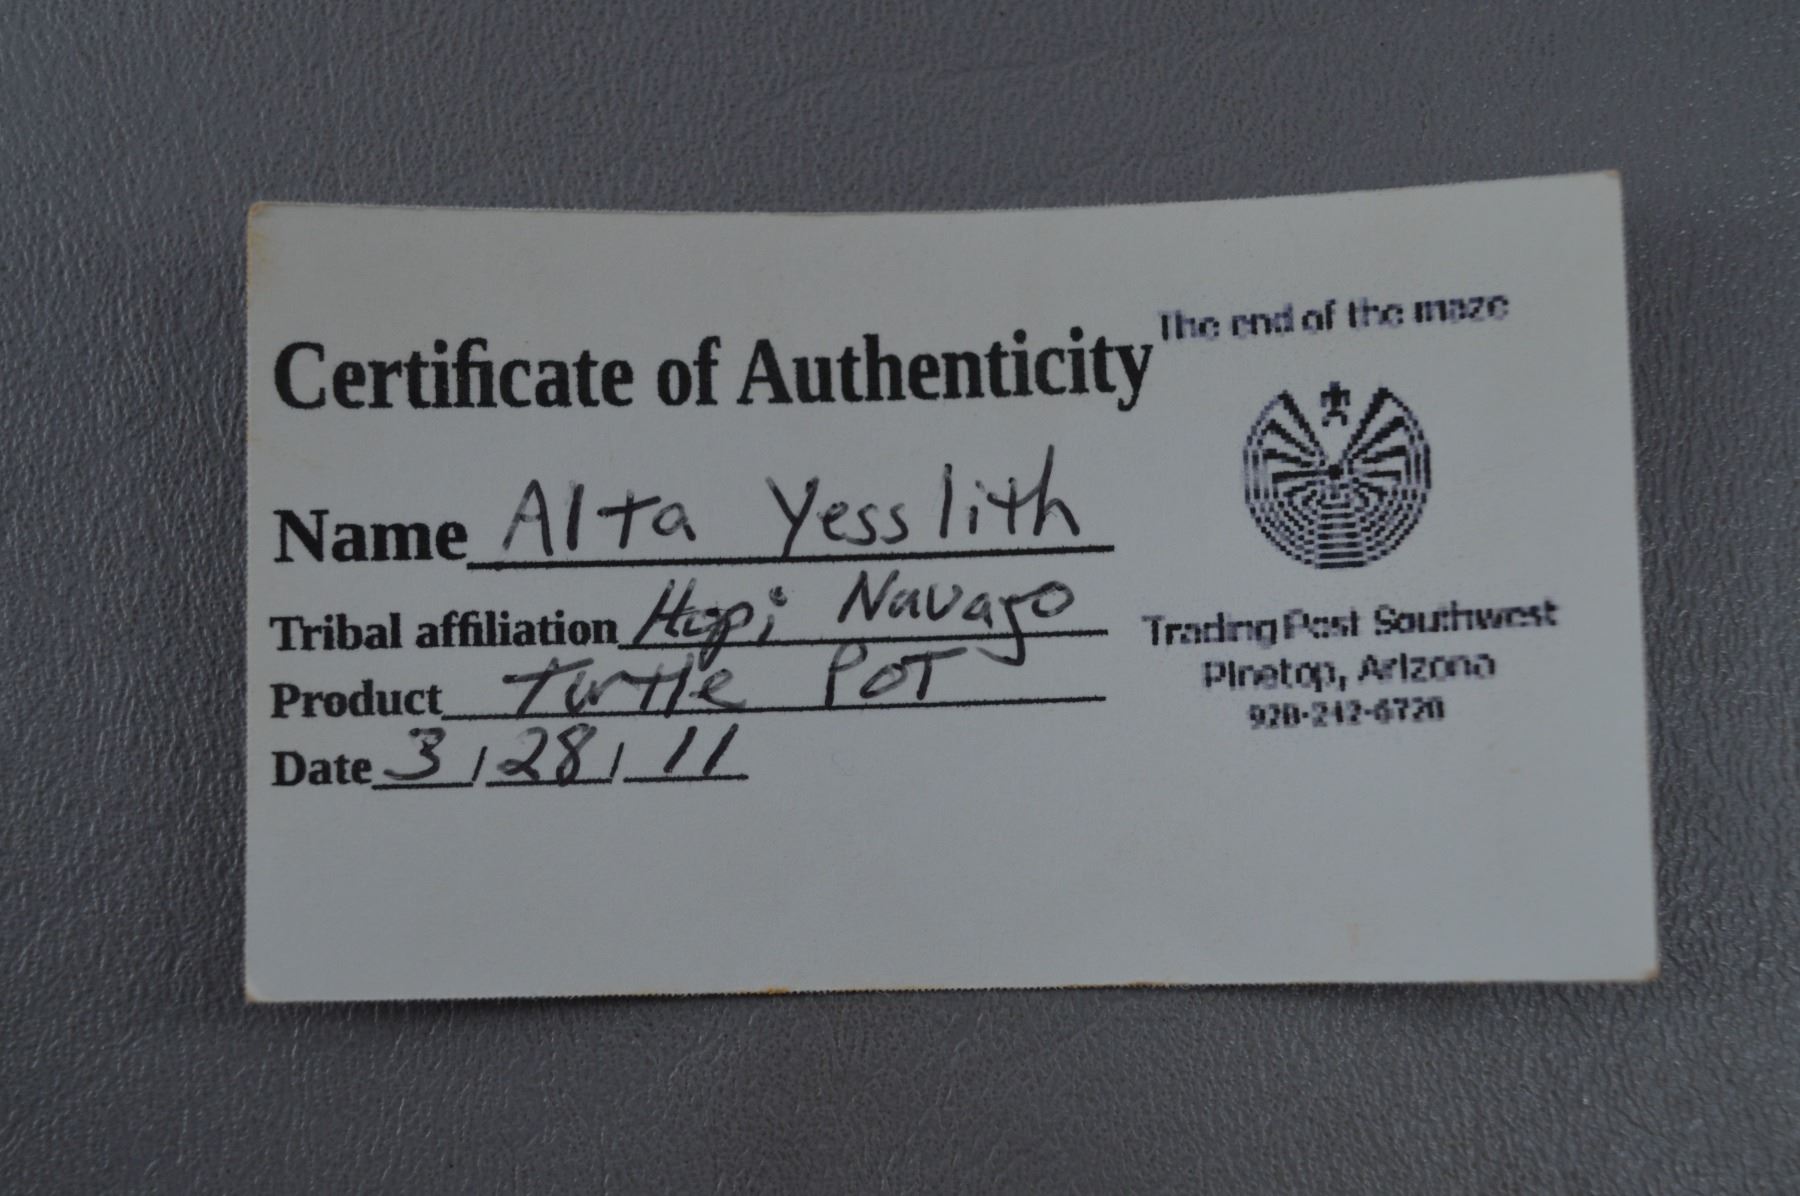 Certificate of Authenticity
Name Alta Yesslith
Tribal affiliation Hopi Navajo
Product Turtle POT
Date 3 / 28 / 11
The end of the maze
Trading Post Southwest
Pinetop, Arizona
928-242-6720